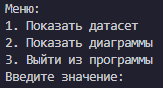 Меню:
1. Показать датасет
2. Показать диаграммы
3. Выйти из программы
Введите значение: